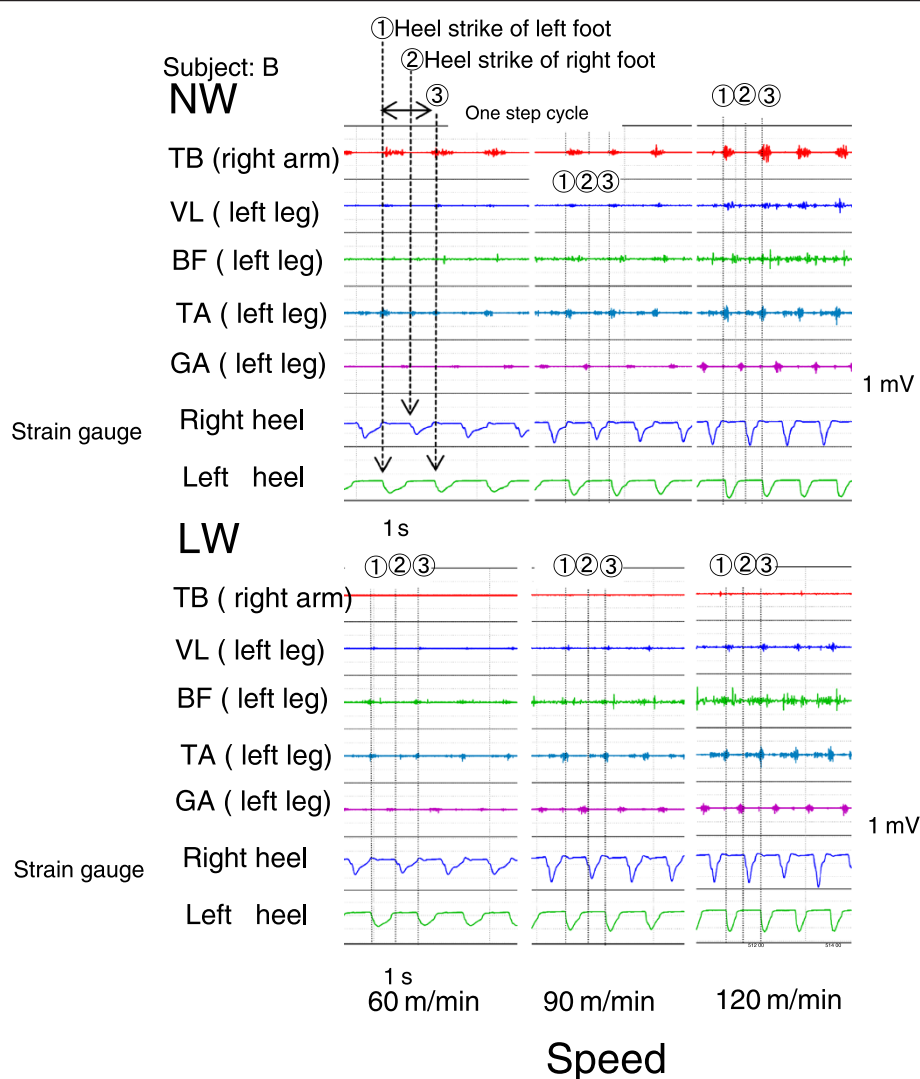 ①Heel strike of left foot
②Heel strike of right foot
Subject: B
NW
③
One step cycle
①②③
TB (right arm)
①②③
VL ( left leg)
BF ( left leg)
TA ( left leg)
GA ( left leg)
1 mV
Right heel
Strain gauge
Left heel
1 s
LW
①②③
①②③
①②③
TB ( right arm)
VL ( left leg)
BF ( left leg)
TA ( left leg)
GA ( left leg)
1 mV
Right heel
Strain gauge
Left heel
512 00
514 00
1 s
60 m/min
90 m/min
120 m/min
Speed